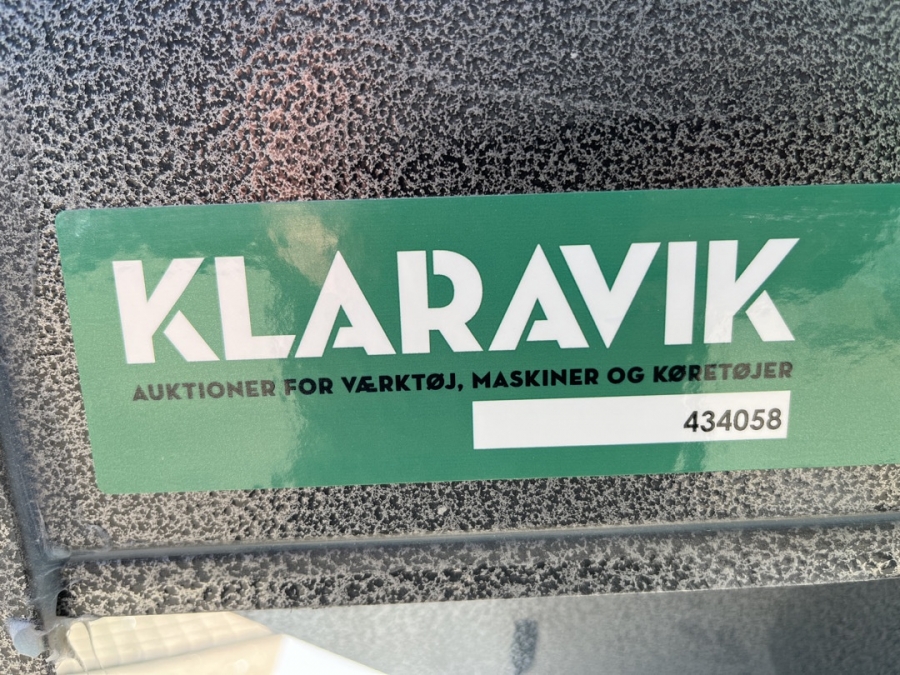 KLARAVIK
AUKTIONER FOR VÆRKTØJ, MASKINER OG KØRETØJER
434058